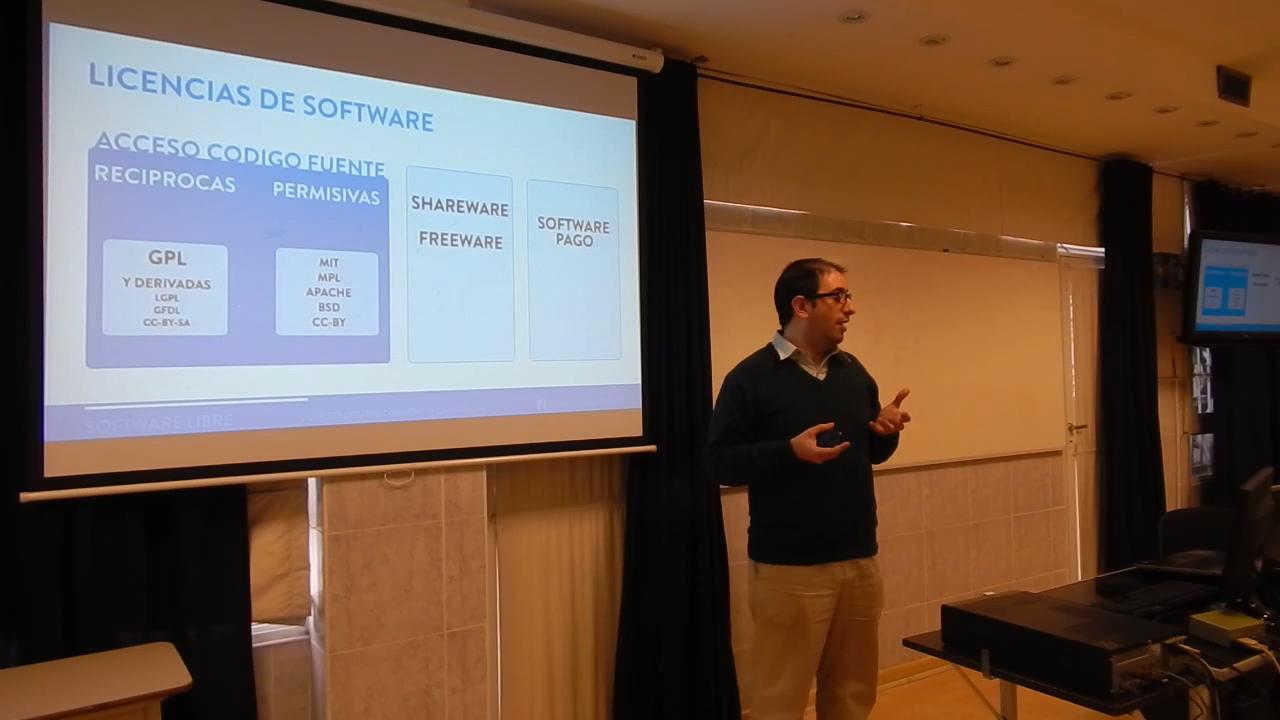 LICENCIAS DE SOFTWARE
ACCESO CODIGO FUENTE
RECIPROCAS
PERMISIVAS
GPL
Y DERIVADAS
LGPL
GFDL
CC-BY-SA
MIT
MPL
APACHE
BSD
CC-BY
SHAREWARE
FREEWARE
SOFTWARE
PAGO
SOFTWARE LIBRE